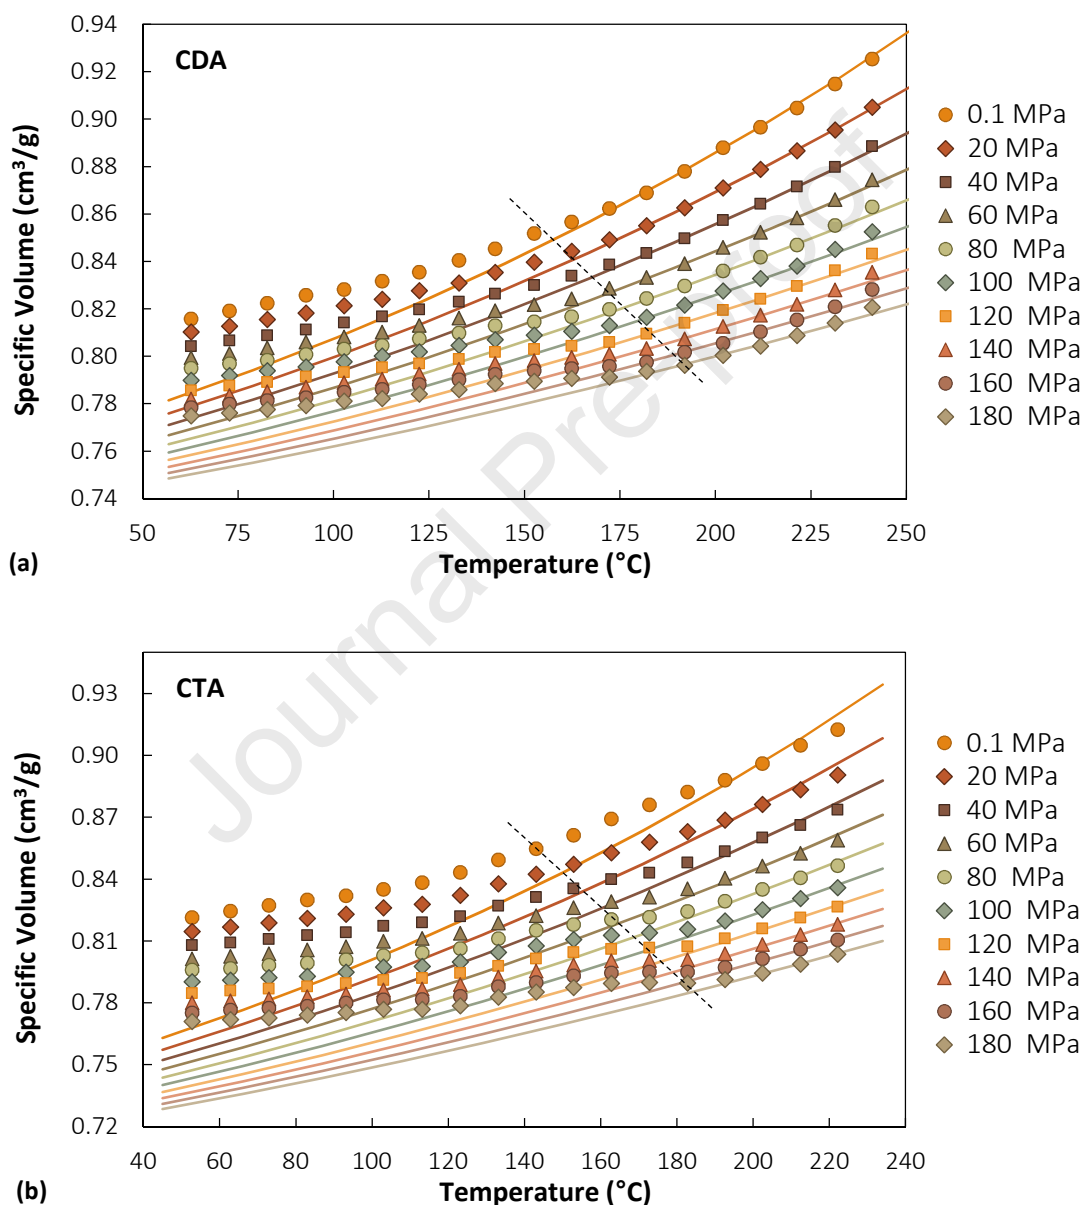 CDA
Specific Volume (cm³/g)
0.94
0.92
0.90
0.88
0.86
0.84
0.82
0.80
0.78
0.76
0.74
50 75 100 125 150 175 200 225 250
Temperature (°C)
(a)
0.1 MPa
20 MPa
40 MPa
60 MPa
80 MPa
100 MPa
120 MPa
140 MPa
160 MPa
180 MPa
Journal Pre-proof
CTA
Specific Volume (cm³/g)
0.93
0.90
0.87
0.84
0.81
0.78
0.75
0.72
40 60 80 100 120 140 160 180 200 220 240
Temperature (°C)
(b)
0.1 MPa
20 MPa
40 MPa
60 MPa
80 MPa
100 MPa
120 MPa
140 MPa
160 MPa
180 MPa